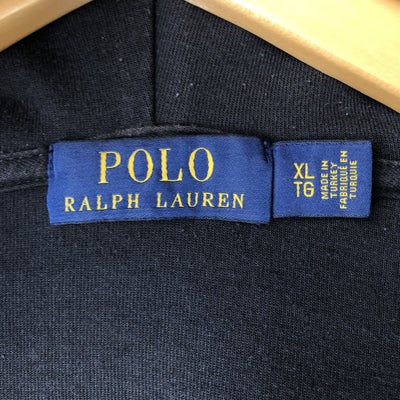 POLO
RALPH LAUREN
XL
TG
MADE IN
TURKEY
FABRIQUÉ EN
TURQUIE